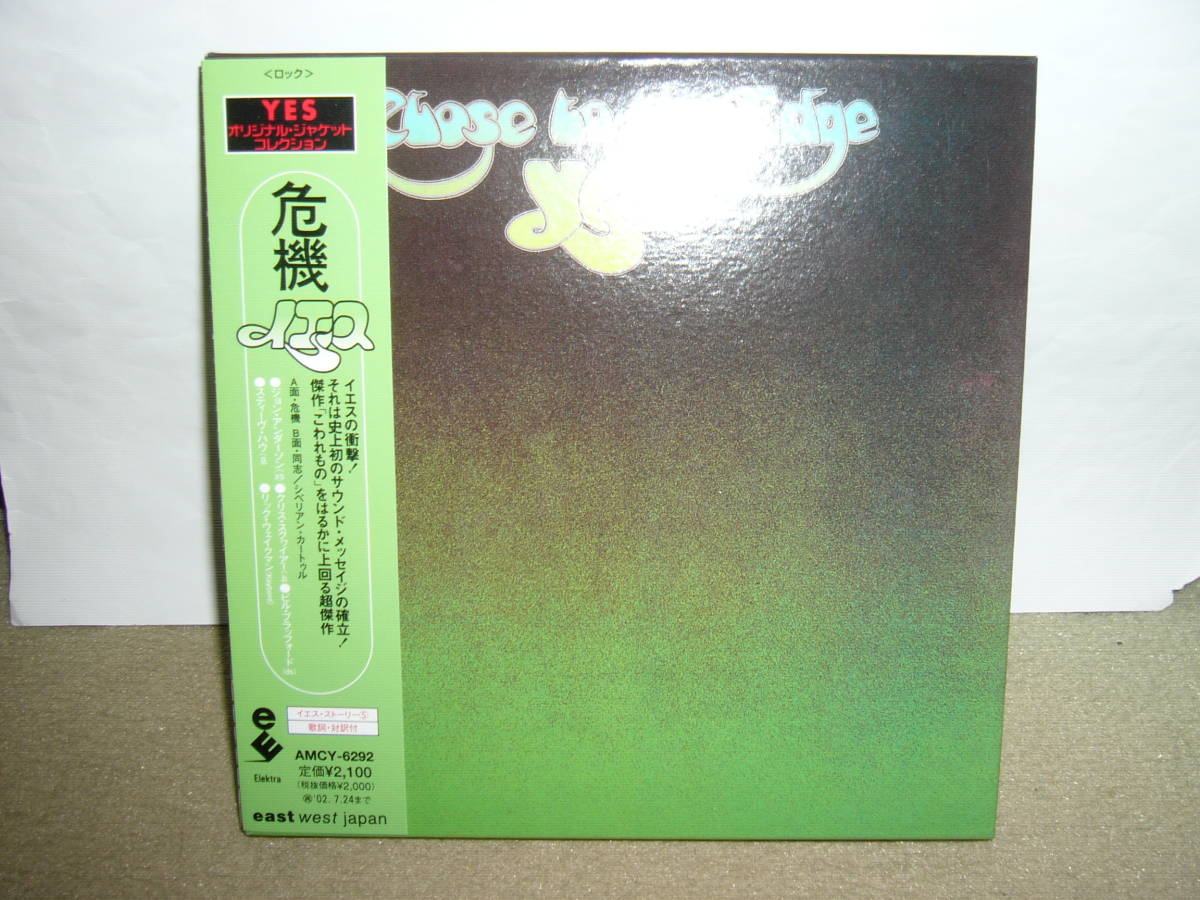 <ロック>
YES
オリジナル・ジャケット
コレクション
危機
イエス
イエスの衝撃!
それは史上初のサウンド・メッセイジの確立!
傑作「こわれもの」をはるかに上回る超傑作
A面・危機 B面・同志/シベリアン・カートゥル
●ジョン・アンダーソン
●クリス・スクワイアー
●ビル・ブラッフォード(ds)
●スティーヴ・ハウ
●リック・ウェイクマン
イエス・ストーリー⑤
歌詞・対訳付
Elektra
AMCY-6292
定価¥2,100
(税抜価格¥2,000)
'02.7.24まで
east west japan
Close to dge
Y